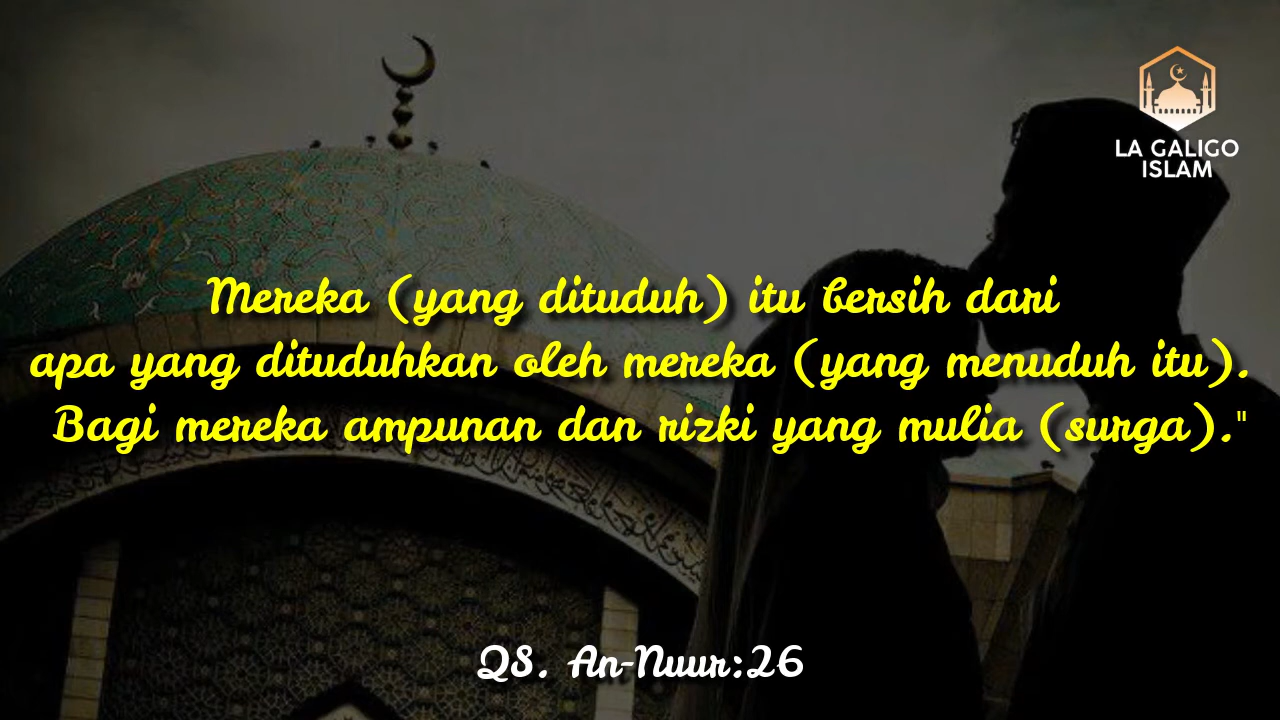 LA GALIGO
ISLAM
Mereka (yang dituduh) itu bersih dari
apa yang dituduhkan oleh mereka (yang menuduh itu).
Bagi mereka ampunan dan rizki yang mulia (surga)."
QS. An-Nuur:26